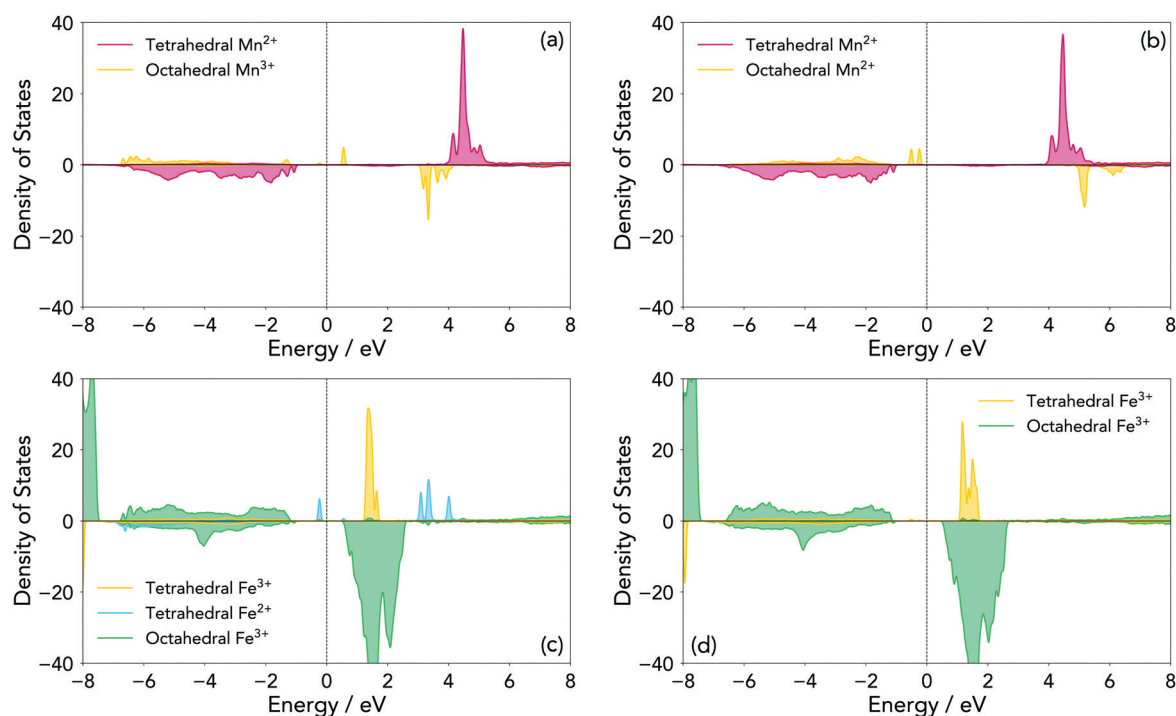 40
20
0
−20
−40
Density of States
Tetrahedral Mn²⁺
Octahedral Mn³⁺
(a)
−8 −6 −4 −2 0 2 4 6 8
Energy / eV
40
20
0
−20
−40
Density of States
Tetrahedral Mn²⁺
Octahedral Mn²⁺
(b)
−8 −6 −4 −2 0 2 4 6 8
Energy / eV
40
20
0
−20
−40
Density of States
Tetrahedral Fe³⁺
Tetrahedral Fe²⁺
Octahedral Fe³⁺
(c)
−8 −6 −4 −2 0 2 4 6 8
Energy / eV
40
20
0
−20
−40
Density of States
Tetrahedral Fe³⁺
Octahedral Fe³⁺
(d)
−8 −6 −4 −2 0 2 4 6 8
Energy / eV